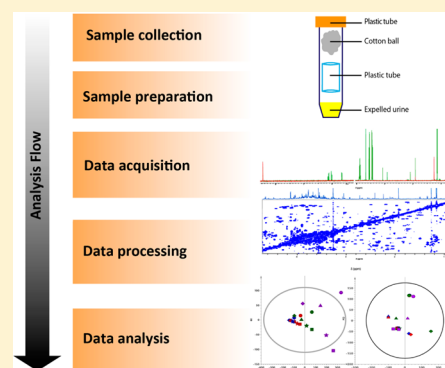 Analysis Flow
Sample collection
Plastic tube
Cotton ball
Plastic tube
Expelled urine
Sample preparation
Data acquisition
Data processing
Data analysis